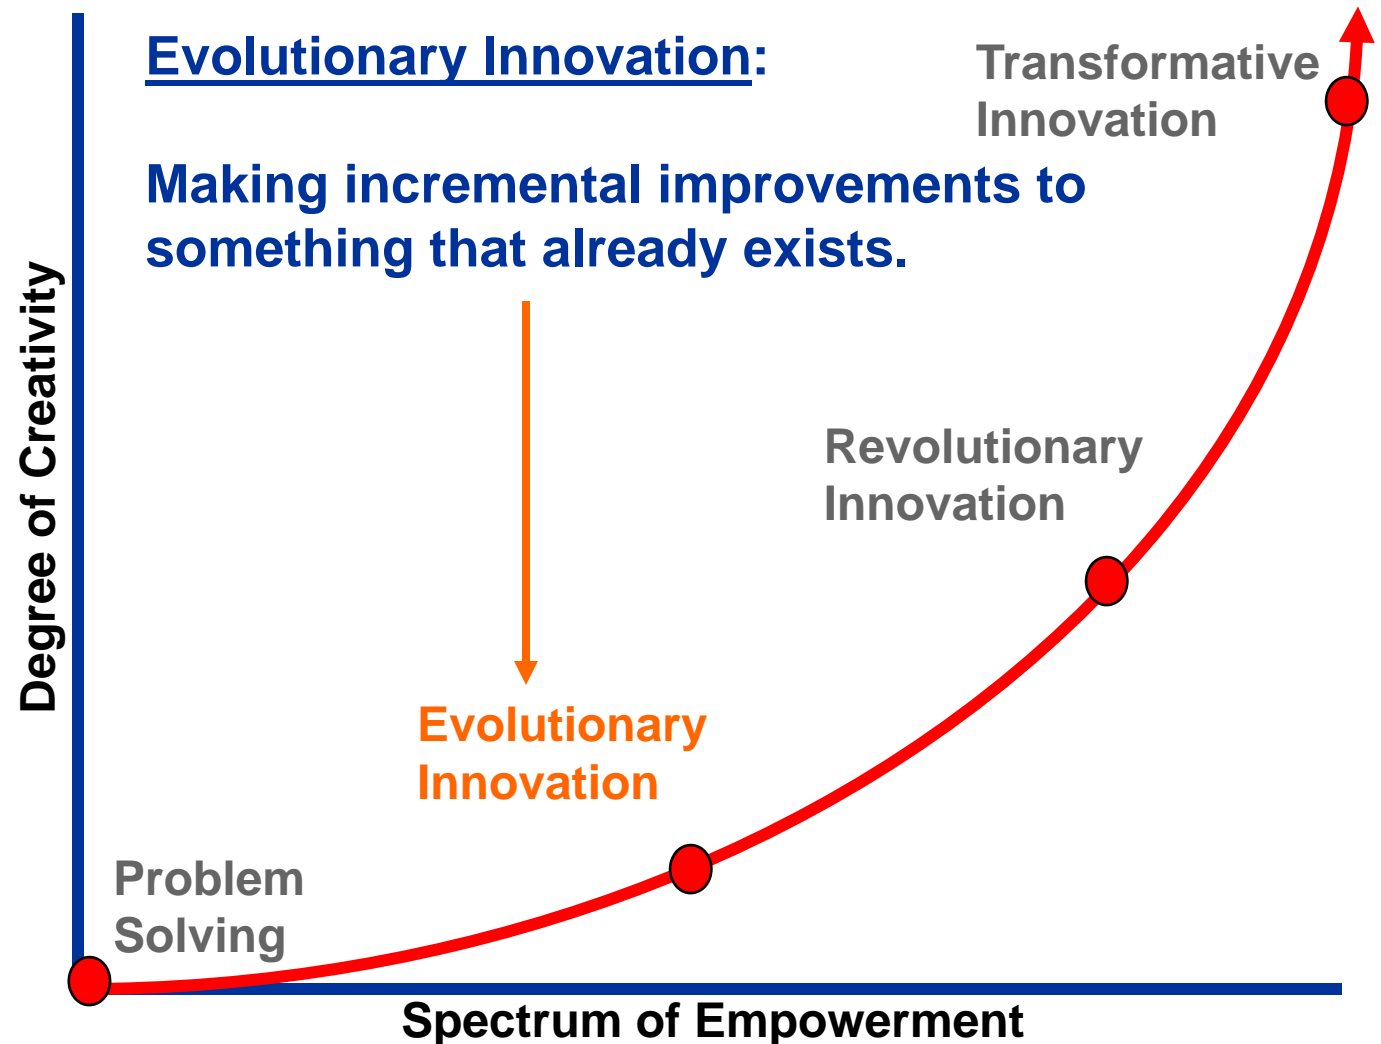 Evolutionary Innovation:
Making incremental improvements to
something that already exists.
Transformative
Innovation
Revolutionary
Innovation
Evolutionary
Innovation
Problem
Solving
Degree of Creativity
Spectrum of Empowerment